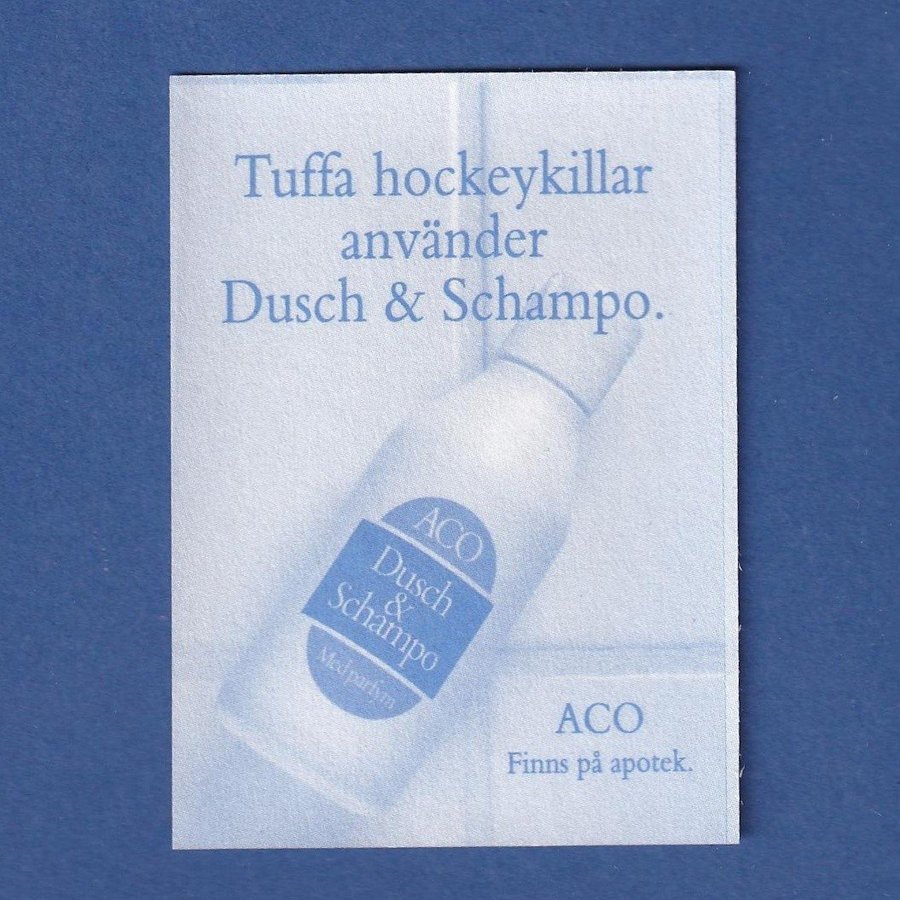 Tuffa hockeykillar
använder
Dusch & Schampo.
ACO
Dusch
&
Schampo
Med parfym
ACO
Finns på apotek.